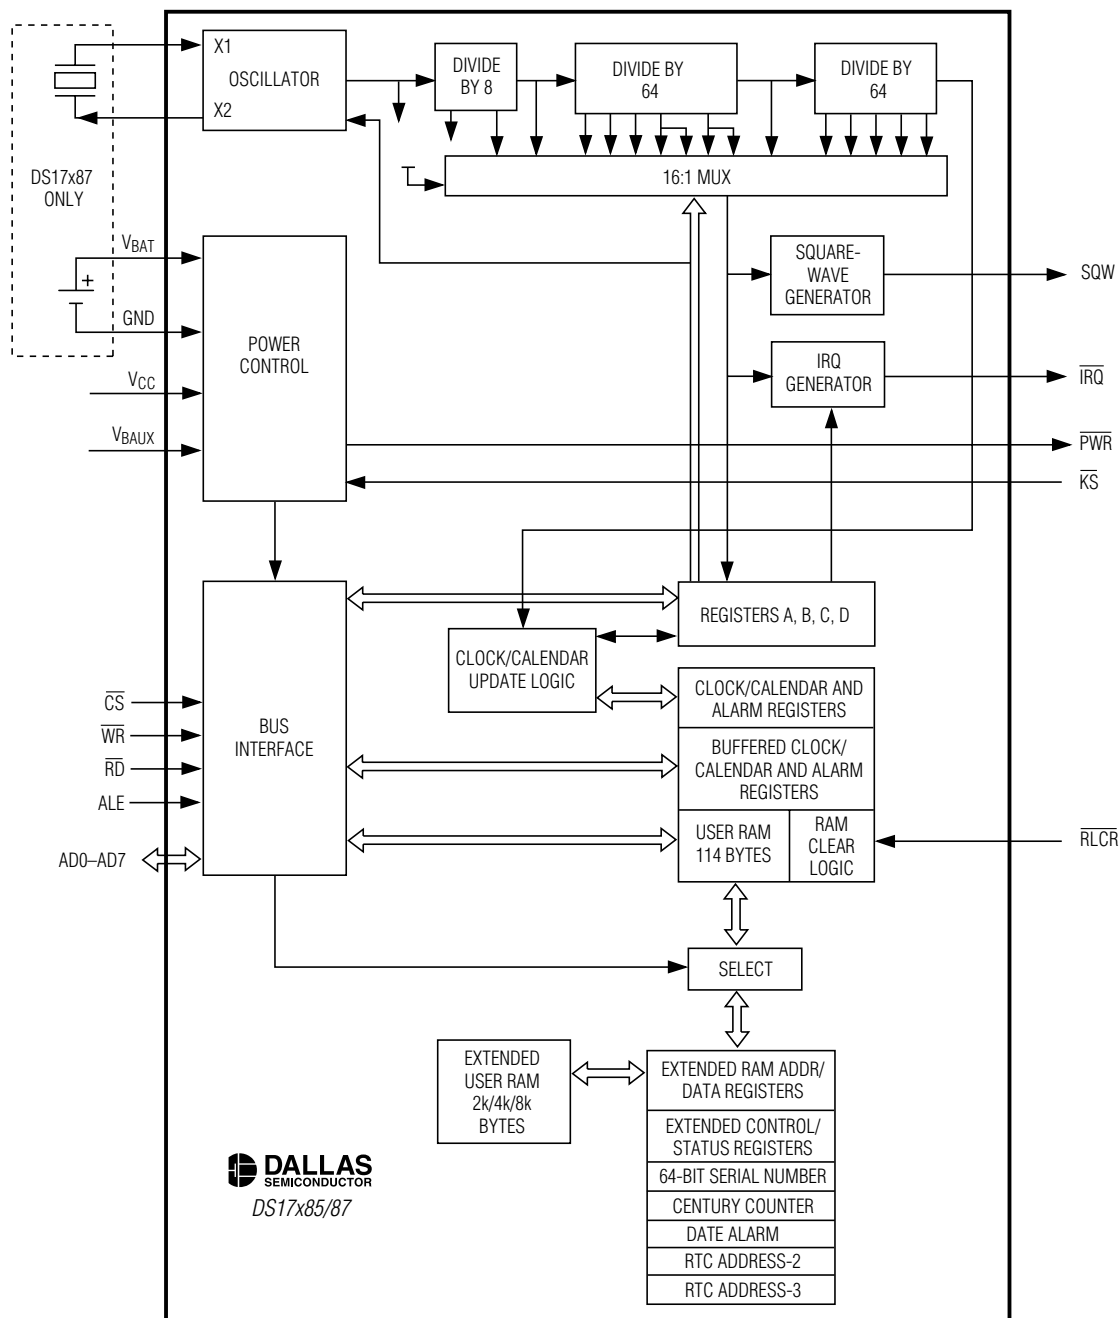 X1
OSCILLATOR
X2
DIVIDE
BY 8
DIVIDE BY
64
DIVIDE BY
64
16:1 MUX
DS17x87
ONLY
VBAT
GND
VCC
VBAUX
POWER
CONTROL
SQUARE-
WAVE
GENERATOR
SQW
IRQ
GENERATOR
IRQ
PWR
KS
REGISTERS A, B, C, D
CLOCK/CALENDAR
UPDATE LOGIC
CS
WR
RD
ALE
AD0–AD7
BUS
INTERFACE
CLOCK/CALENDAR AND
ALARM REGISTERS
BUFFERED CLOCK/
CALENDAR AND ALARM
REGISTERS
USER RAM
114 BYTES
RAM
CLEAR
LOGIC
RLCR
SELECT
EXTENDED
USER RAM
2k/4k/8k
BYTES
EXTENDED RAM ADDR/
DATA REGISTERS
EXTENDED CONTROL/
STATUS REGISTERS
64-BIT SERIAL NUMBER
CENTURY COUNTER
DATE ALARM
RTC ADDRESS-2
RTC ADDRESS-3
DALLAS
SEMICONDUCTOR
DS17x85/87